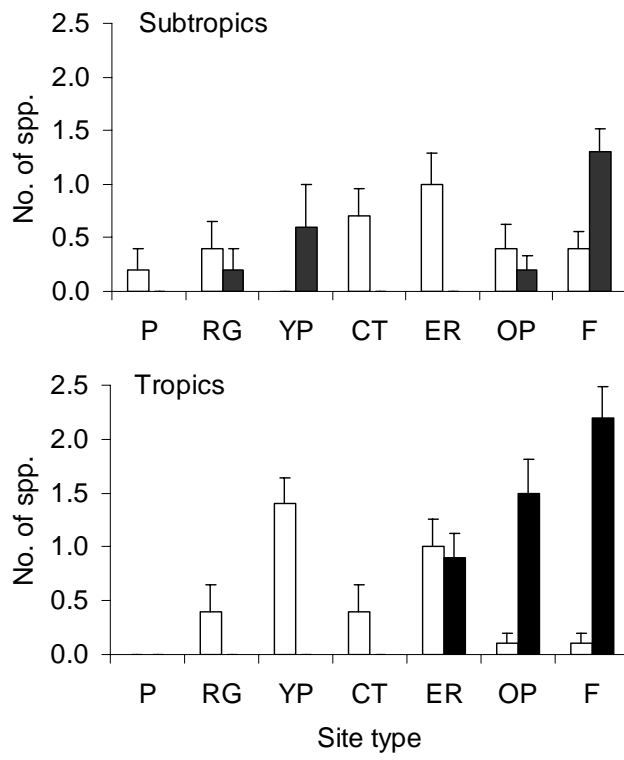 Subtropics
No. of spp.
2.5
2.0
1.5
1.0
0.5
0.0
P RG YP CT ER OP F
Tropics
No. of spp.
2.5
2.0
1.5
1.0
0.5
0.0
P RG YP CT ER OP F
Site type